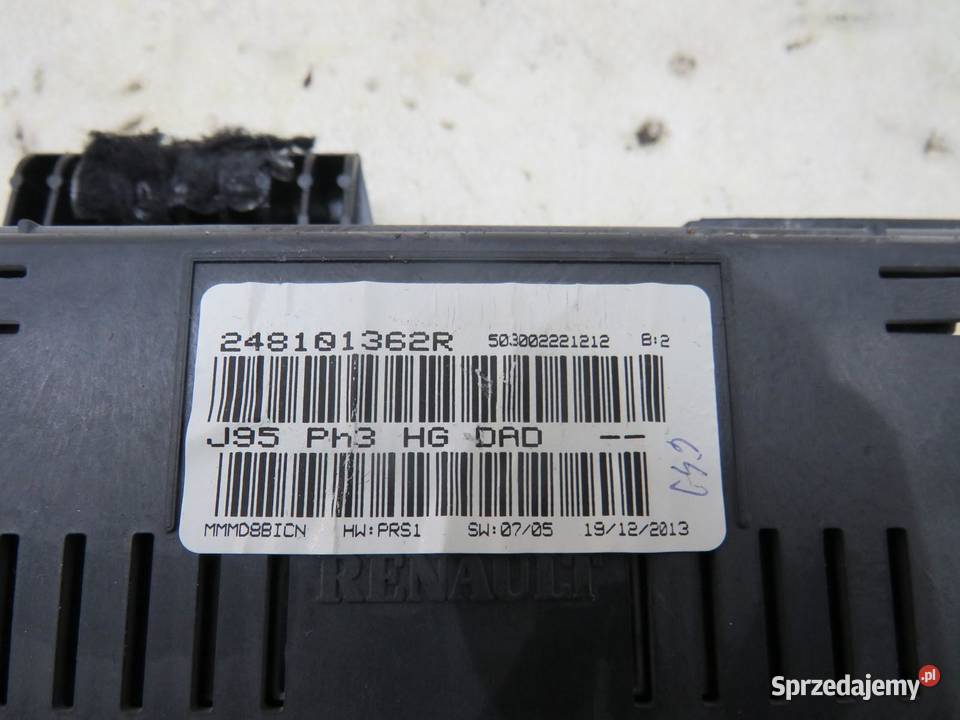 248101362R 503002221212 B:2
J95 Ph3 HG DAD --
MMMD8BICN HW:PRS1 SW:07/05 19/12/2013
RENAULT
Sprzedajemy.pl